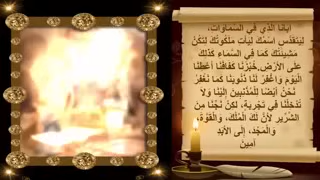 أبانا الذي في السماوات،
ليتقدس اسمك ليأت ملكوتك لتكن
مشيئتك كما في السماء كذلك
على الأرض. خبزنا كفافنا أعطنا
اليوم واغفر لنا ذنوبنا كما نغفر
نحن أيضا للمذنبين إلينا ولا
تدخلنا في تجربة، لكن نجنا من
الشرير لأن لك الملك، والقوة،
والمجد، إلى الأبد
آمين